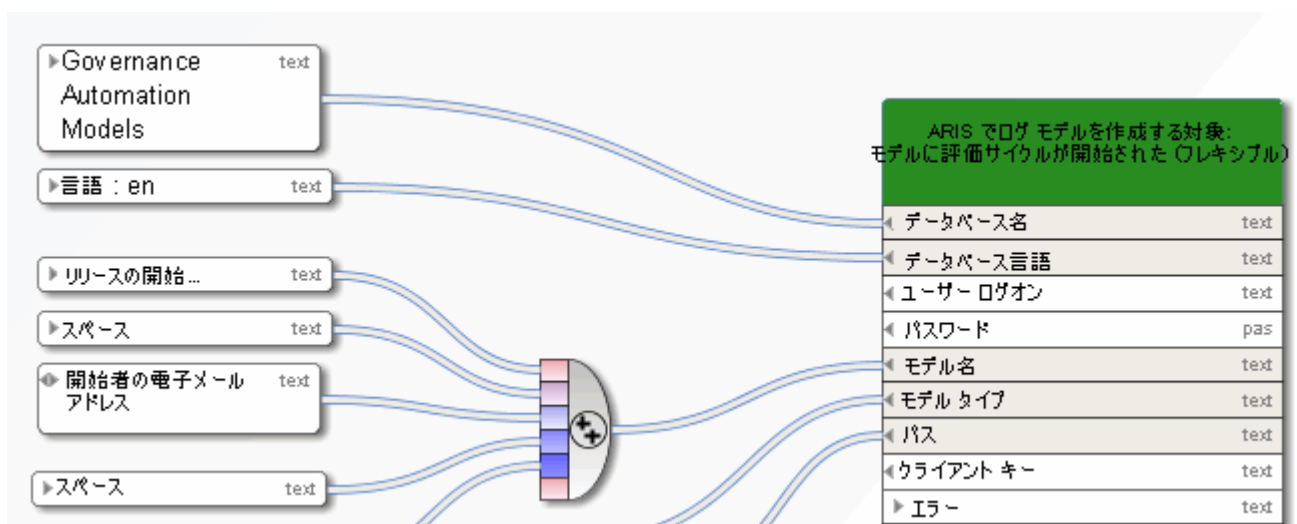 Governance text
Automation
Models
言語 : en text
リリースの開始... text
スペース text
開始者の電子メール text
アドレス
スペース text
ARIS でログ モデルを作成する対象:
モデルに評価サイクルが開始された (フレキシブル)
データベース名 text
データベース言語 text
ユーザー ログオン text
パスワード pas
モデル名 text
モデル タイプ text
パス text
クライアント キー text
エラー text